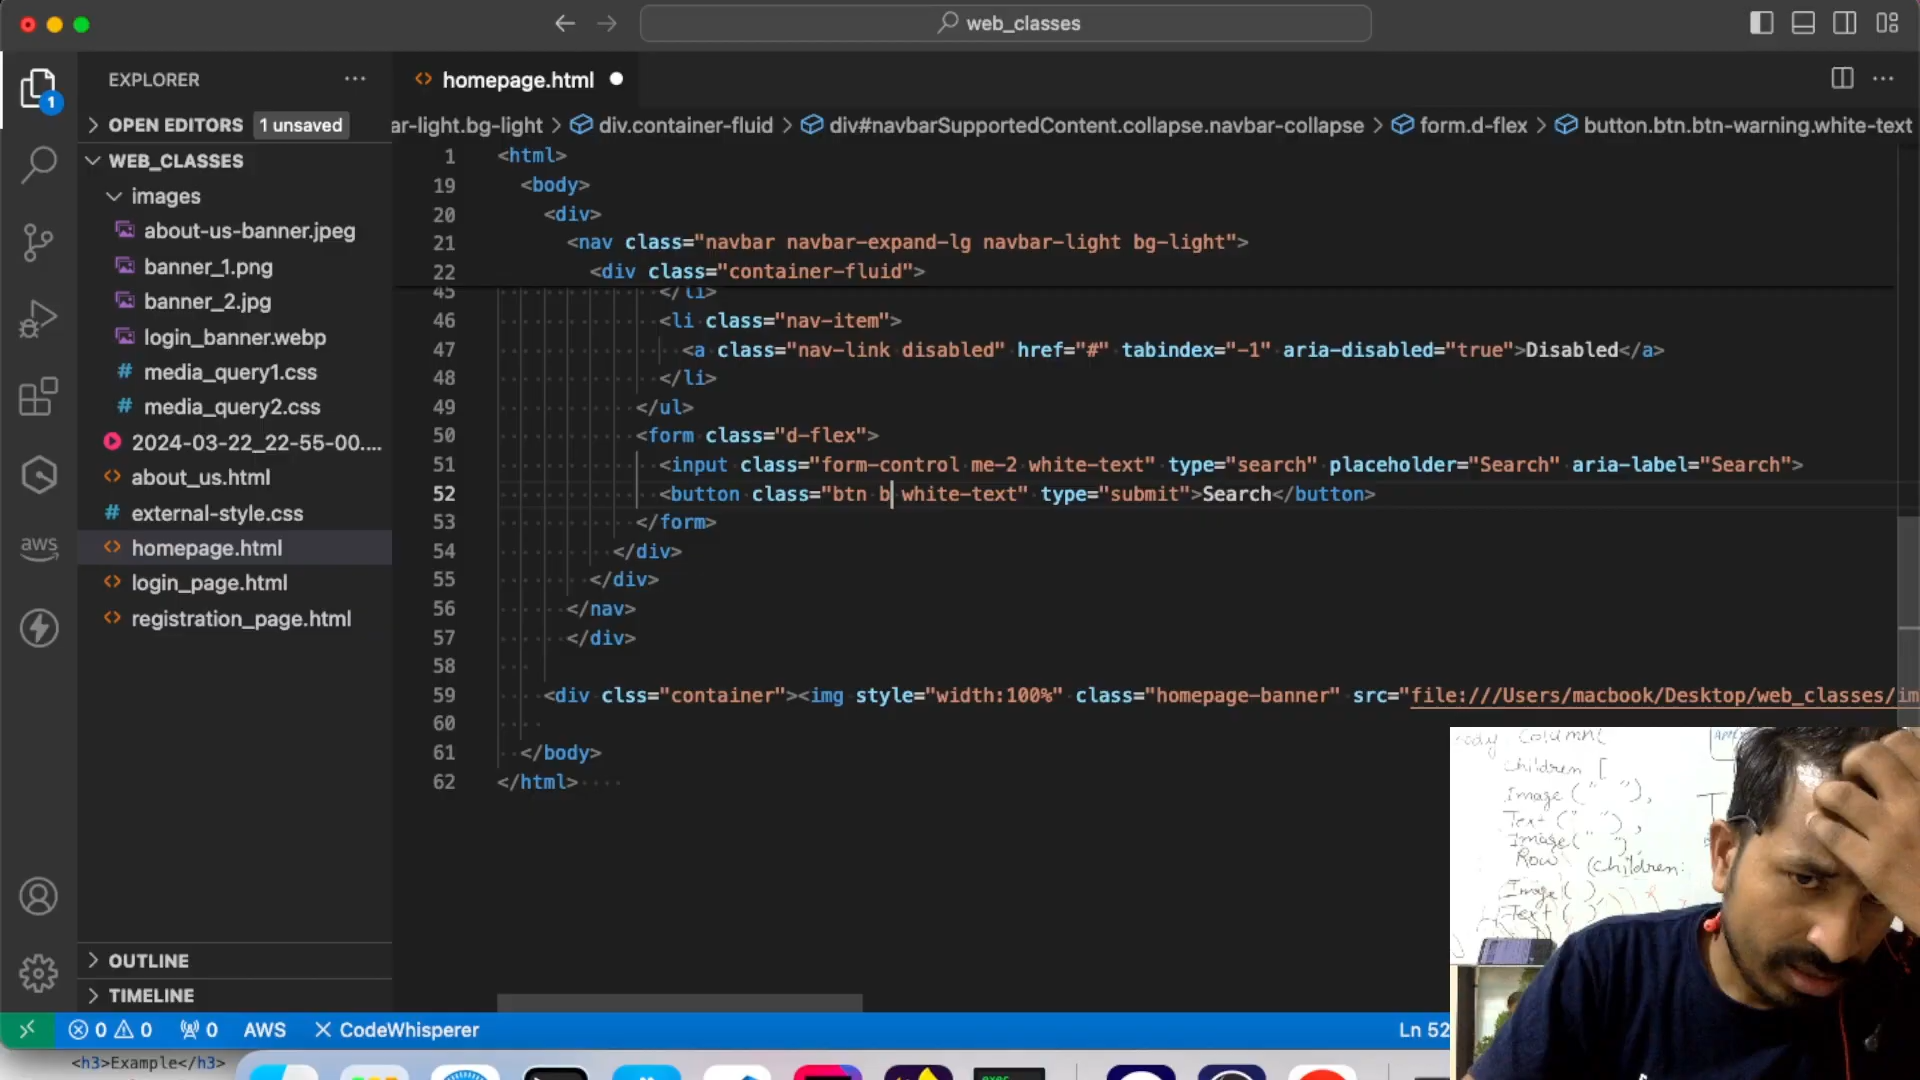 web_classes
EXPLORER
homepage.html
OPEN EDITORS 1 unsaved
WEB_CLASSES
images
about-us-banner.jpeg
banner_1.png
banner_2.jpg
login_banner.webp
# media_query1.css
# media_query2.css
2024-03-22_22-55-00....
about_us.html
# external-style.css
homepage.html
login_page.html
registration_page.html
OUTLINE
TIMELINE
1
aws
ar-light.bg-light > div.container-fluid > div#navbarSupportedContent.collapse.navbar-collapse > form.d-flex > button.btn.btn-warning.white-text
1 <html>
19 <body>
20 <div>
21 <nav class="navbar navbar-expand-lg navbar-light bg-light">
22 <div class="container-fluid">
45 </li>
46 <li class="nav-item">
47 <a class="nav-link disabled" href="#" tabindex="-1" aria-disabled="true">Disabled</a>
48 </li>
49 </ul>
50 <form class="d-flex">
51 <input class="form-control me-2 white-text" type="search" placeholder="Search" aria-label="Search">
52 <button class="btn b white-text" type="submit">Search</button>
53 </form>
54 </div>
55 </div>
56 </nav>
57 </div>
58
59 <div clss="container"><img style="width:100%" class="homepage-banner" src="file:///Users/macbook/Desktop/web_classes/im
60
61 </body>
62 </html>
Column(
children [
Image (" "),
Text (" "),
Image(" ")
Row (children:
Image( )
Text ( )
0 0 0 AWS CodeWhisperer
Ln 52
<h3>Example</h3>
exec